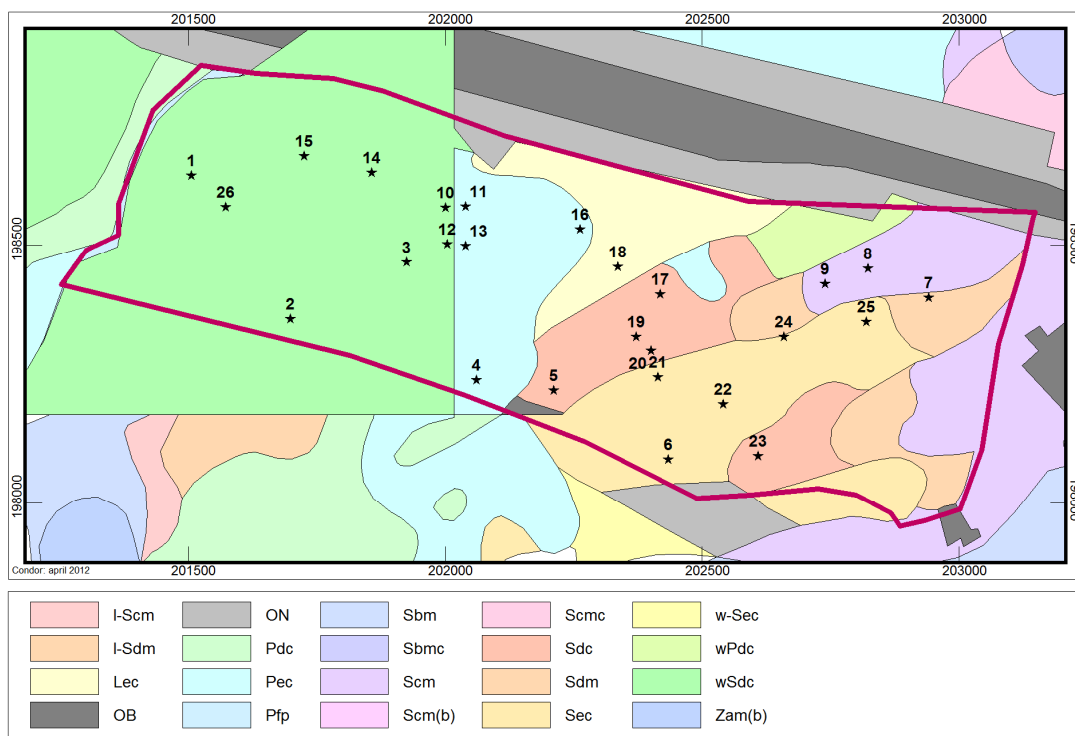 201500
202000
202500
203000
15
1
14
26
10
11
16
12
13
198500
198500
3
18
8
9
17
7
2
25
19
24
20
21
4
5
22
6
23
198000
198000
Condor: april 2012
201500
202000
202500
203000
l-Scm
ON
Sbm
Scmc
w-Sec
l-Sdm
Pdc
Sbmc
Sdc
wPdc
Lec
Pec
Scm
Sdm
wSdc
OB
Pfp
Scm(b)
Sec
Zam(b)